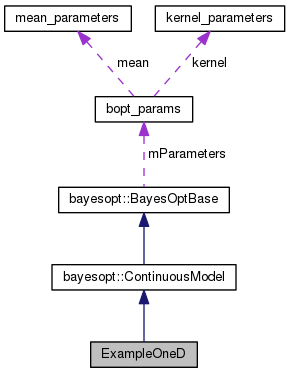 mean_parameters
kernel_parameters
mean
kernel
bopt_params
mParameters
bayesopt::BayesOptBase
bayesopt::ContinuousModel
ExampleOneD